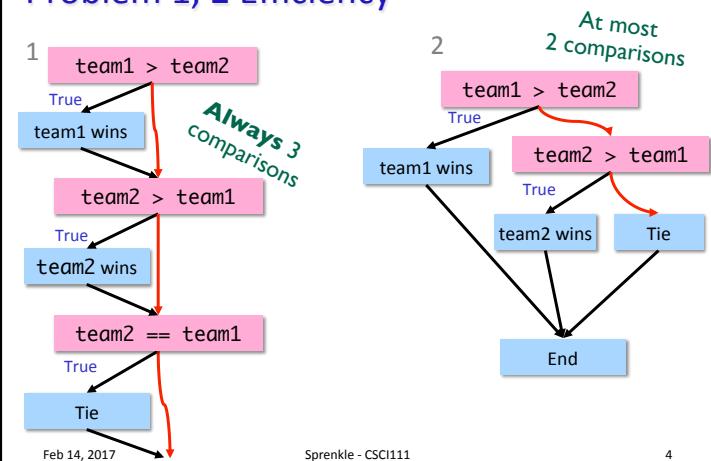 Problem 1, 2 Efficiency
1
team1 > team2
True
team1 wins
Always 3
comparisons
team2 > team1
True
team2 wins
team2 == team1
True
Tie
2
At most
2 comparisons
team1 > team2
True
team1 wins
team2 > team1
True
team2 wins
Tie
End
Feb 14, 2017
Sprenkle - CSCI111
4